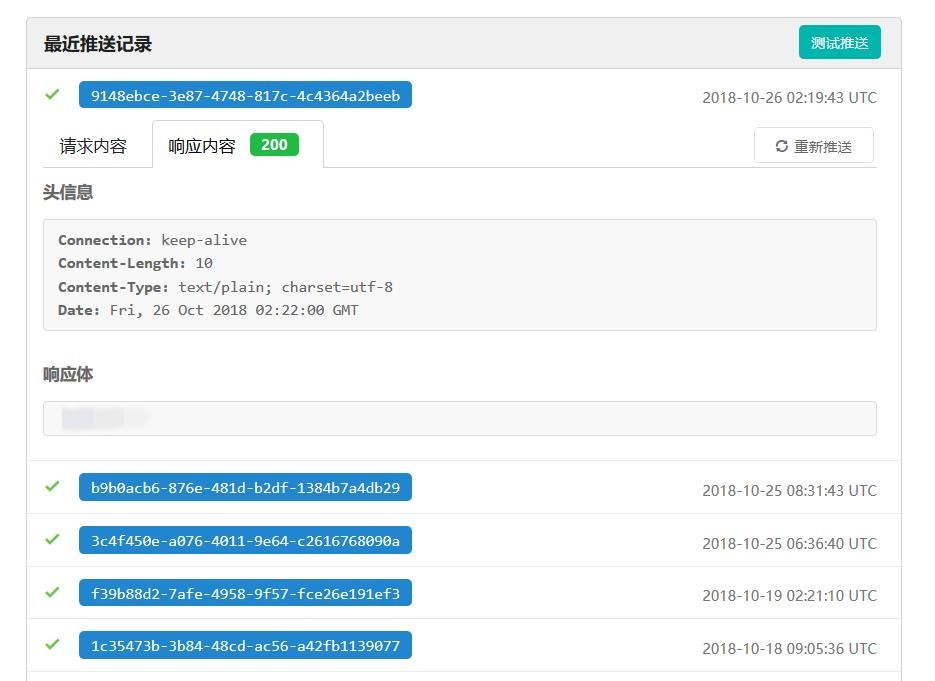 最近推送记录
测试推送
9148ebce-3e87-4748-817c-4c4364a2beeb
2018-10-26 02:19:43 UTC
请求内容
响应内容 200
重新推送
头信息
Connection: keep-alive
Content-Length: 10
Content-Type: text/plain; charset=utf-8
Date: Fri, 26 Oct 2018 02:22:00 GMT
响应体
b9b0acb6-876e-481d-b2df-1384b7a4db29
2018-10-25 08:31:43 UTC
3c4f450e-a076-4011-9e64-c2616768090a
2018-10-25 06:36:40 UTC
f39b88d2-7afe-4958-9f57-fce26e191ef3
2018-10-19 02:21:10 UTC
1c35473b-3b84-48cd-ac56-a42fb1139077
2018-10-18 09:05:36 UTC